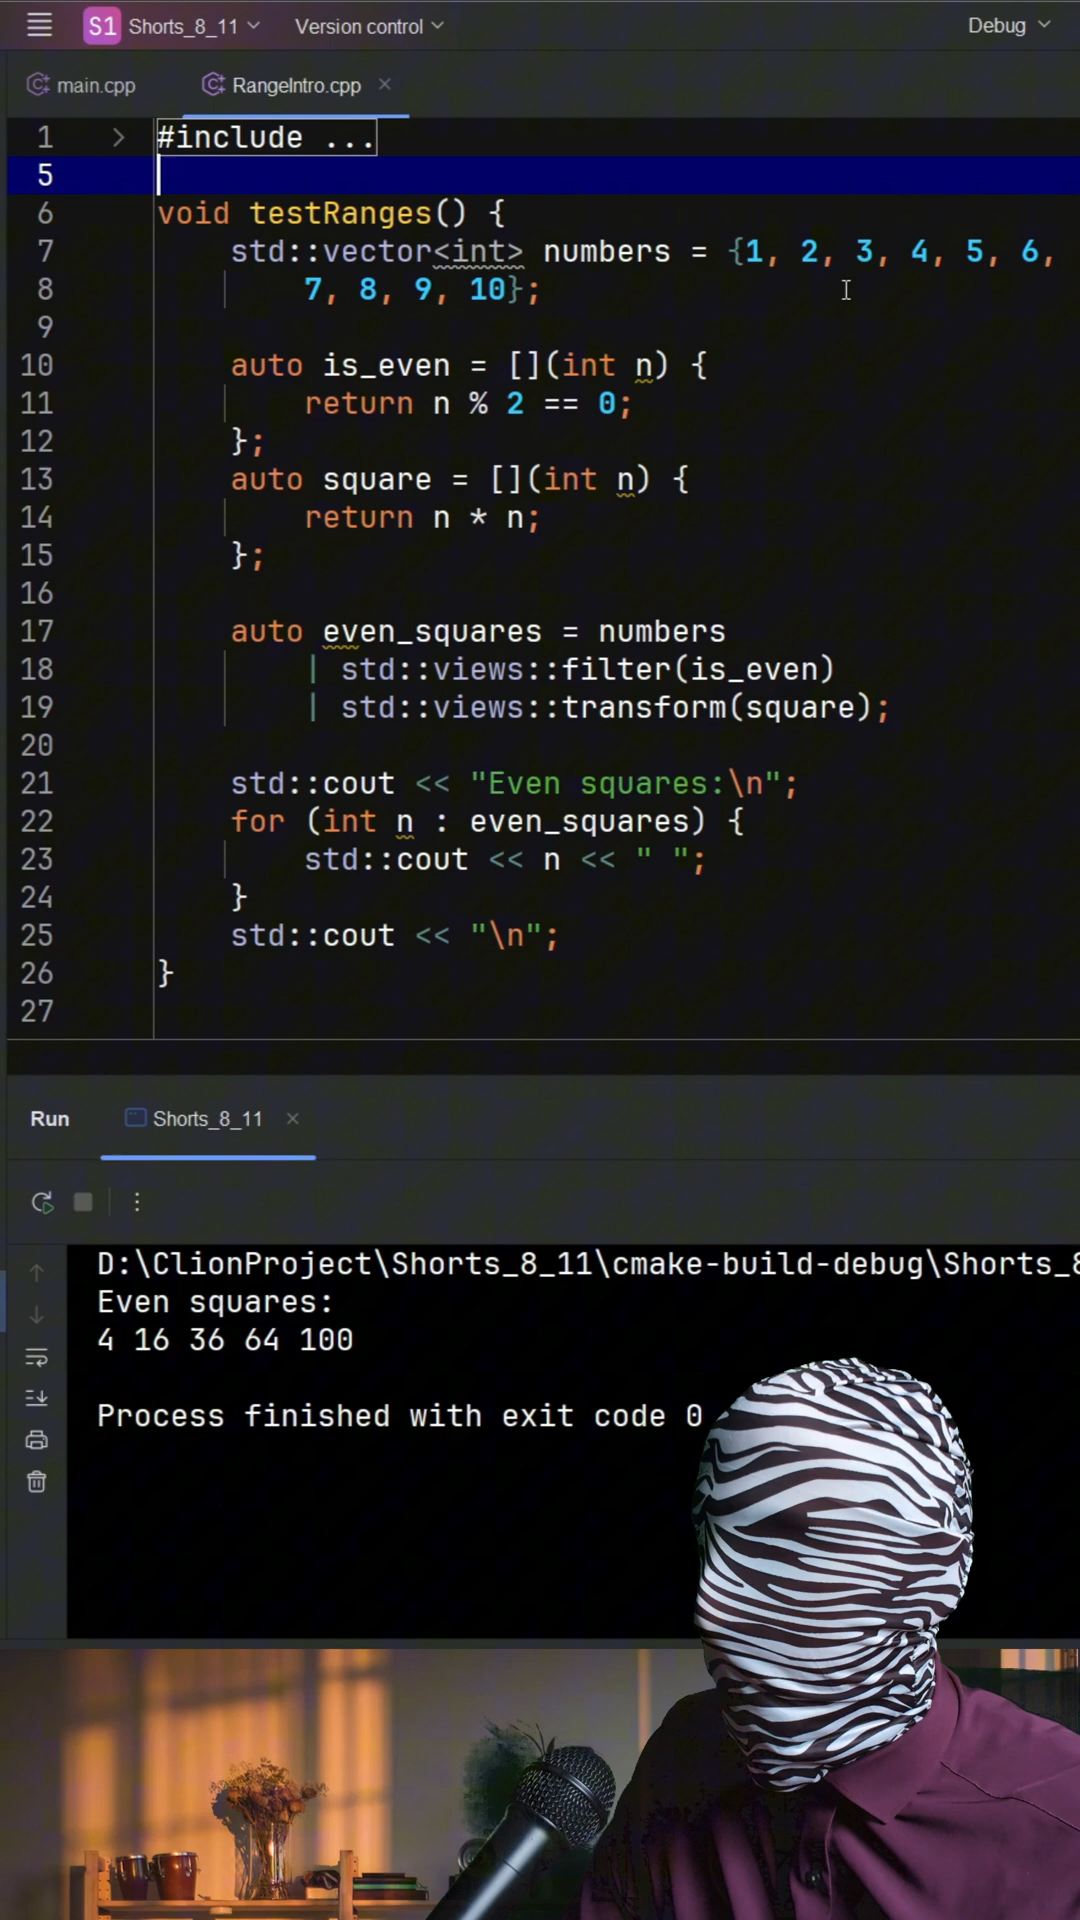 S1 Shorts_8_11 Version control Debug
main.cpp RangeIntro.cpp
1 #include ...
5
6 void testRanges() {
7 std::vector<int> numbers = {1, 2, 3, 4, 5, 6,
8 7, 8, 9, 10};
9
10 auto is_even = [](int n) {
11 return n % 2 == 0;
12 };
13 auto square = [](int n) {
14 return n * n;
15 };
16
17 auto even_squares = numbers
18 | std::views::filter(is_even)
19 | std::views::transform(square);
20
21 std::cout << "Even squares:\n";
22 for (int n : even_squares) {
23 std::cout << n << " ";
24 }
25 std::cout << "\n";
26 }
27
Run Shorts_8_11
D:\ClionProject\Shorts_8_11\cmake-build-debug\Shorts_8
Even squares:
4 16 36 64 100
Process finished with exit code 0